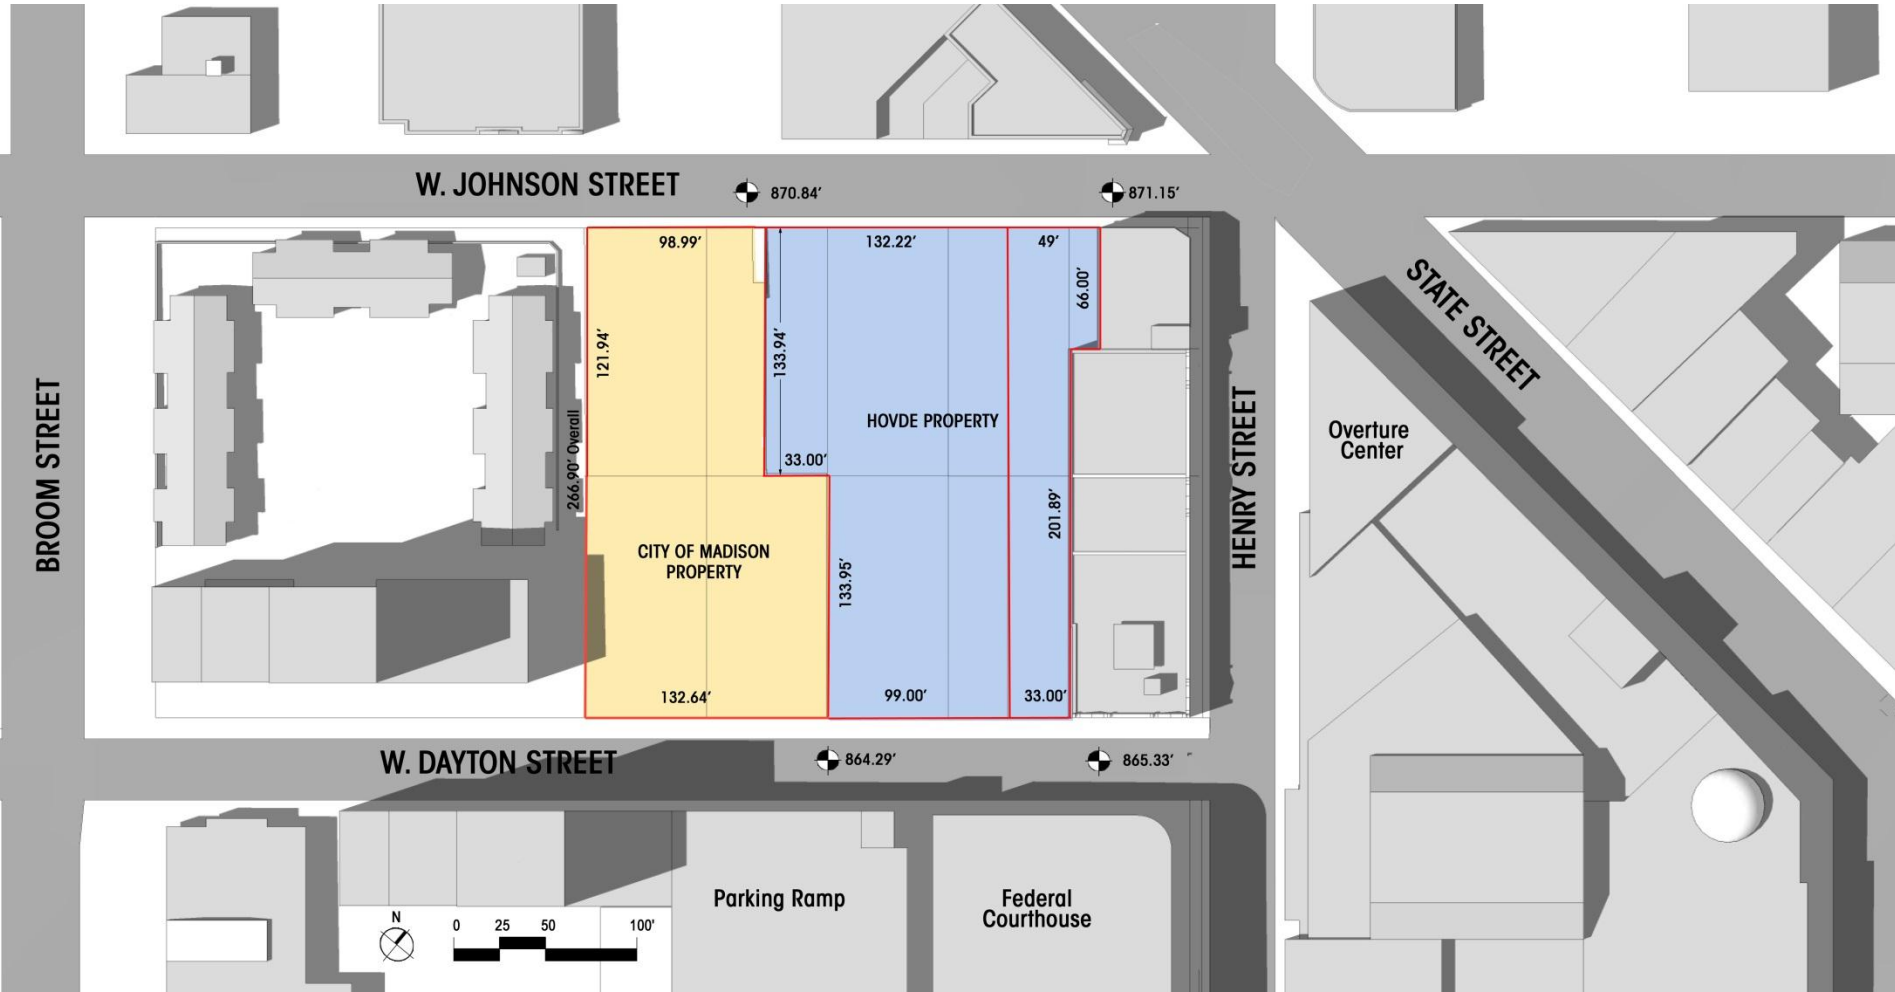 W. JOHNSON STREET
870.84’
871.15’
98.99’
132.22’
49’
66.00’
121.94’
133.94’
STATE STREET
BROOM STREET
266.90’ Overall
33.00’
HOVDE PROPERTY
HENRY STREET
Overture
Center
CITY OF MADISON
PROPERTY
133.95’
201.89’
132.64’
99.00’
33.00’
W. DAYTON STREET
864.29’
865.33’
Parking Ramp
Federal
Courthouse
N
0 25 50 100’